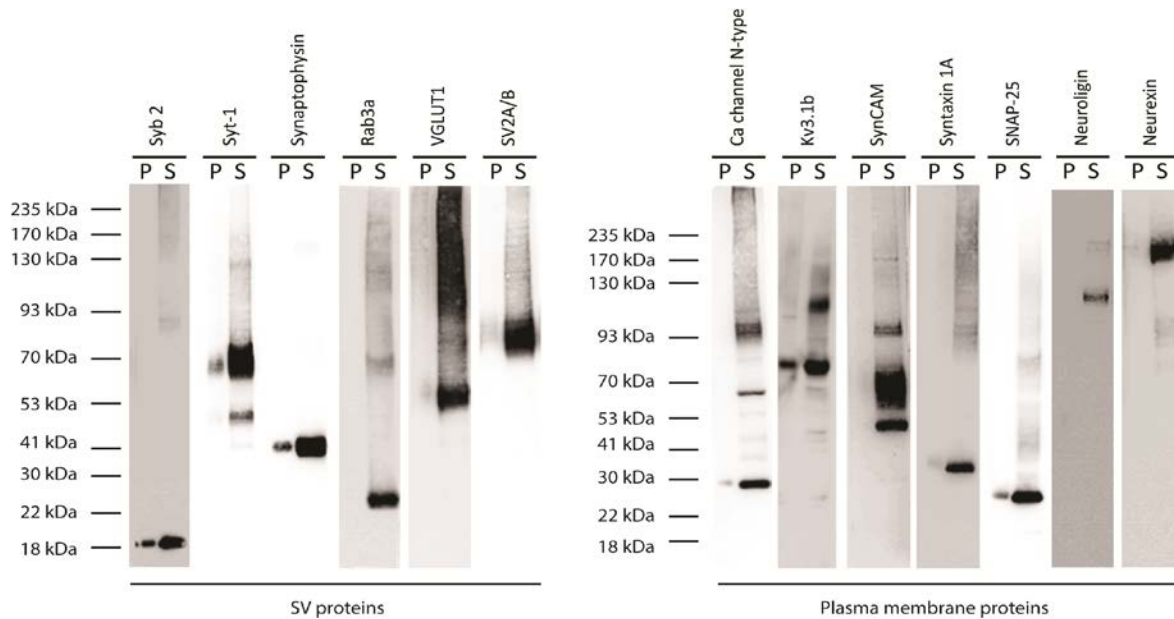 Syb 2
Syt-1
Synaptophysin
Rab3a
VGLUT1
SV2A/B
P S P S P S P S P S P S
235 kDa
170 kDa
130 kDa
93 kDa
70 kDa
53 kDa
41 kDa
30 kDa
22 kDa
18 kDa
SV proteins
Ca channel N-type
Kv3.1b
SynCAM
Syntaxin 1A
SNAP-25
Neuroligin
Neurexin
P S P S P S P S P S P S P S
235 kDa
170 kDa
130 kDa
93 kDa
70 kDa
53 kDa
41 kDa
30 kDa
22 kDa
18 kDa
Plasma membrane proteins